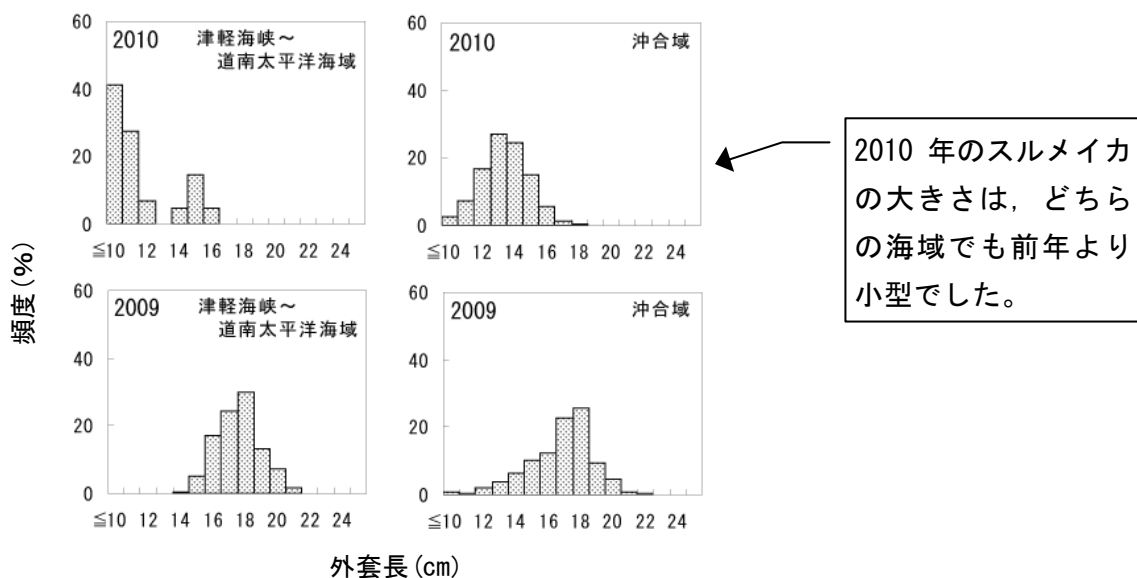 60
40
20
0
2010 津軽海峡～
道南太平洋海域
≦10 12 14 16 18 20 22 24
60
40
20
0
2010 沖合域
≦10 12 14 16 18 20 22 24
2010 年のスルメイカ
の大きさは，どちら
の海域でも前年より
小型でした。
頻度(%)
60
40
20
0
2009 津軽海峡～
道南太平洋海域
≦10 12 14 16 18 20 22 24
60
40
20
0
2009 沖合域
≦10 12 14 16 18 20 22 24
外套長(cm)